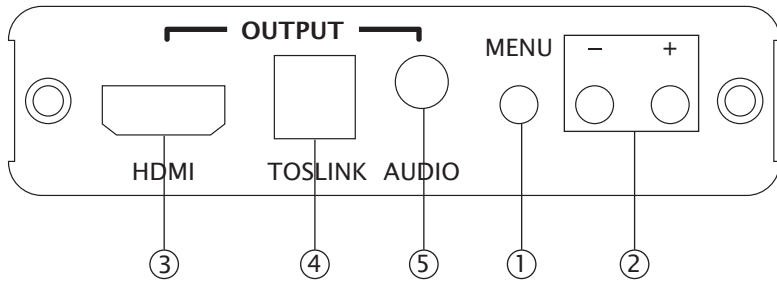 OUTPUT
MENU − +
HDMI TOSLINK AUDIO
③ ④ ⑤ ① ②